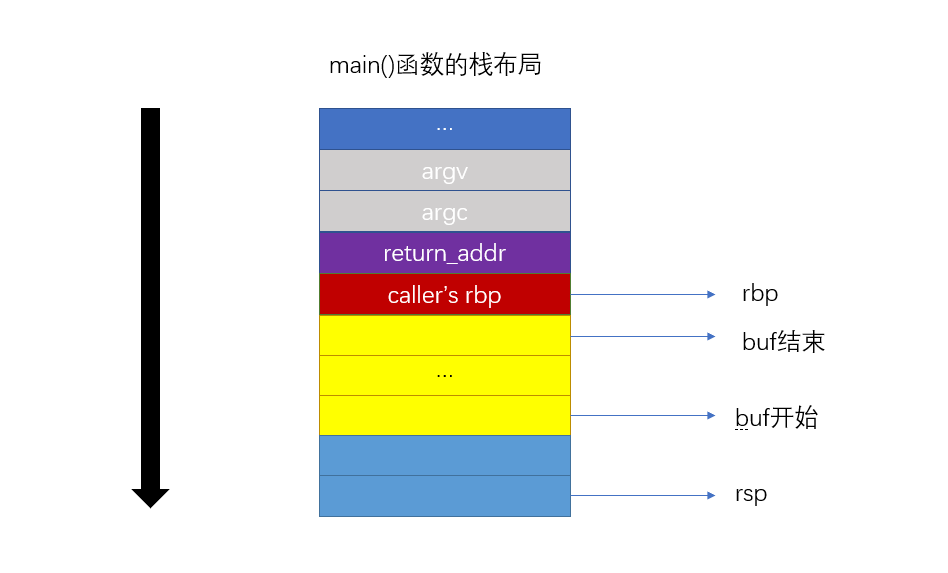 main()函数的栈布局
...
argv
argc
return_addr
caller’s rbp
rbp
buf结束
...
buf开始
rsp